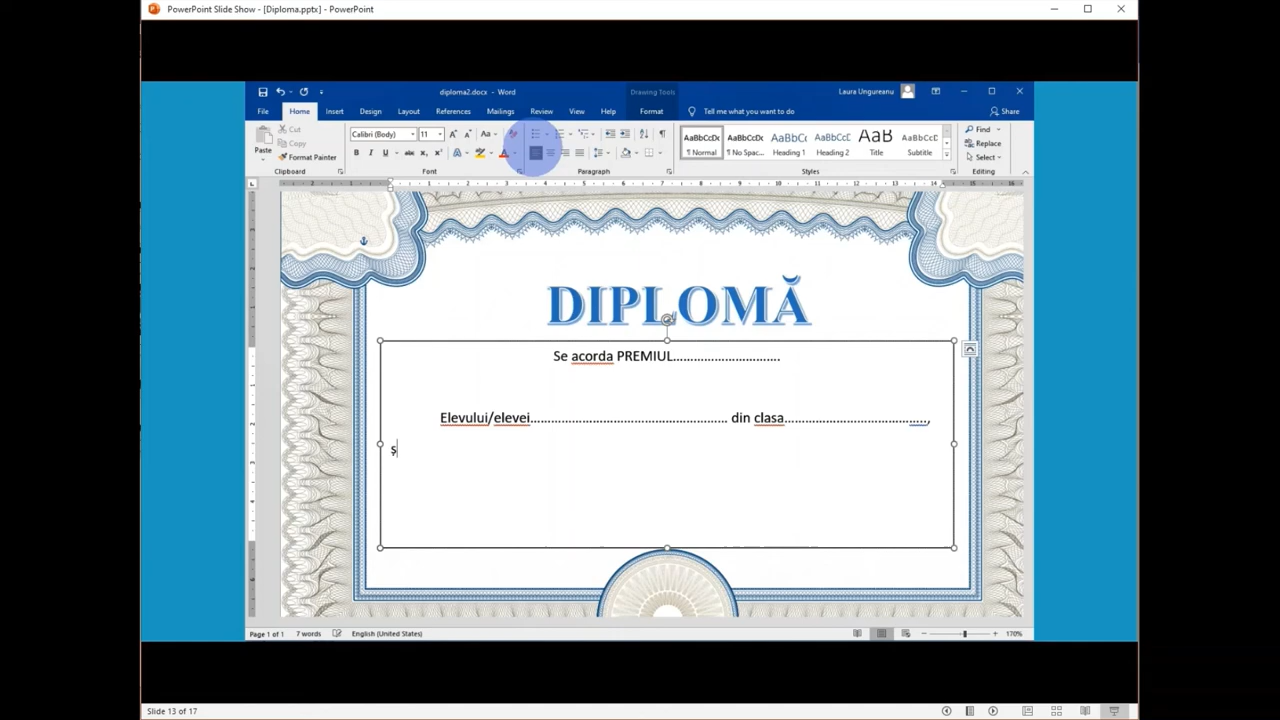 PowerPoint Slide Show - [Diploma.pptx] - PowerPoint
diploma2.docx - Word
Drawing Tools
Laura Ungureanu
File Home Insert Design Layout References Mailings Review View Help Format Tell me what you want to do Share
Paste
Cut
Copy
Format Painter
Clipboard
Calibri (Body) 11
Font
Paragraph
AaBbCcDc AaBbCcDc AaBbCc AaBbCcC AaB AaBbCcC
¶ Normal ¶ No Spac... Heading 1 Heading 2 Title Subtitle
Styles
Find
Replace
Select
Editing
DIPLOMĂ
Se acorda PREMIUL............................
Elevului/elevei..................................................... din clasa......................................,
Ș
Page 1 of 1 7 words English (United States) 170%
Slide 13 of 17